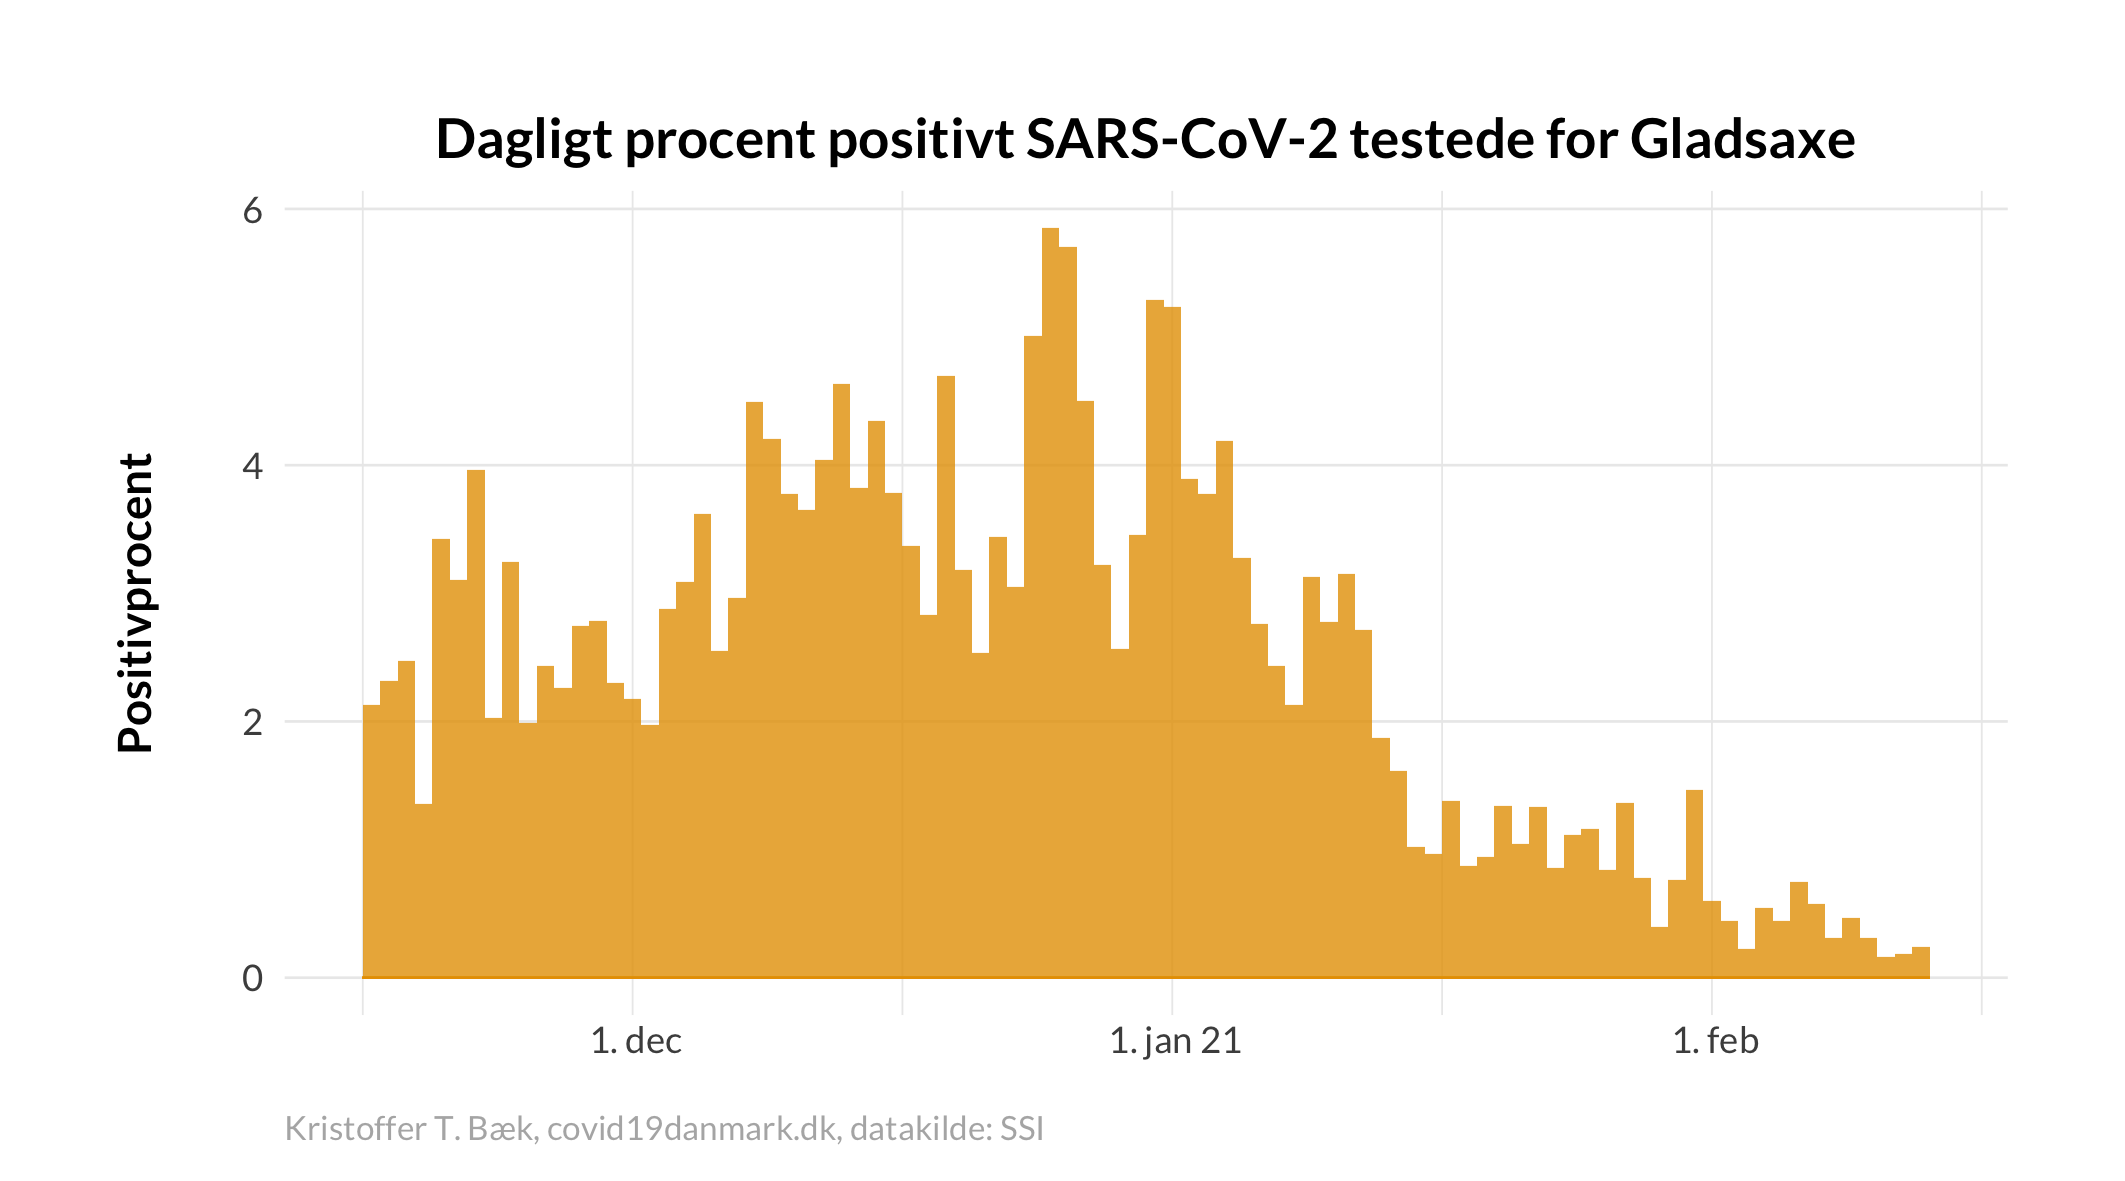 Dagligt procent positivt SARS-CoV-2 testede for Gladsaxe
Positivprocent
6
4
2
0
1. dec
1. jan 21
1. feb
Kristoffer T. Bæk, covid19danmark.dk, datakilde: SSI